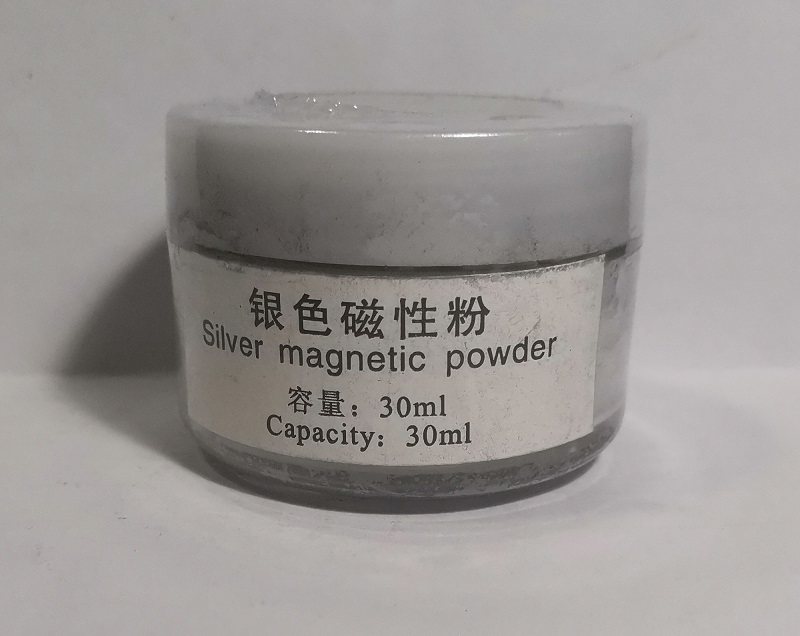 银色磁性粉
Silver magnetic powder
容量：30ml
Capacity：30ml